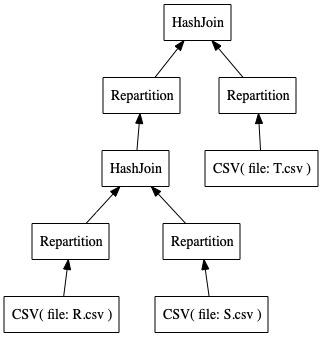 HashJoin
Repartition
Repartition
HashJoin
CSV( file: T.csv )
Repartition
Repartition
CSV( file: R.csv )
CSV( file: S.csv )